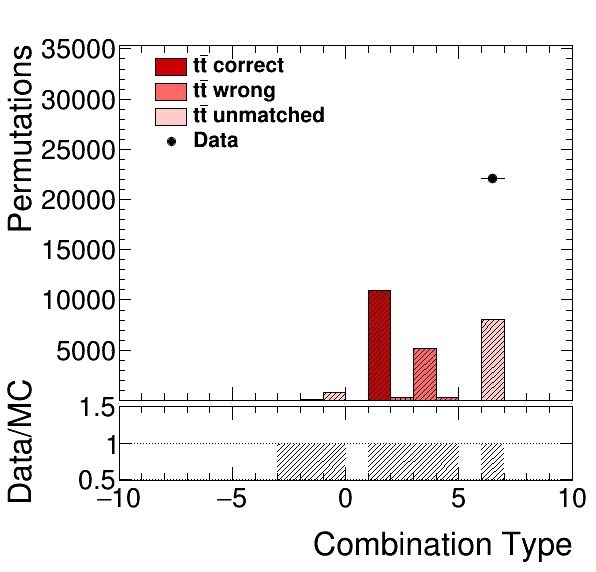 Permutations
35000
30000
25000
20000
15000
10000
5000
tt̄ correct
tt̄ wrong
tt̄ unmatched
Data
Data/MC
1.5
1
0.5
−10 −5 0 5 10
Combination Type